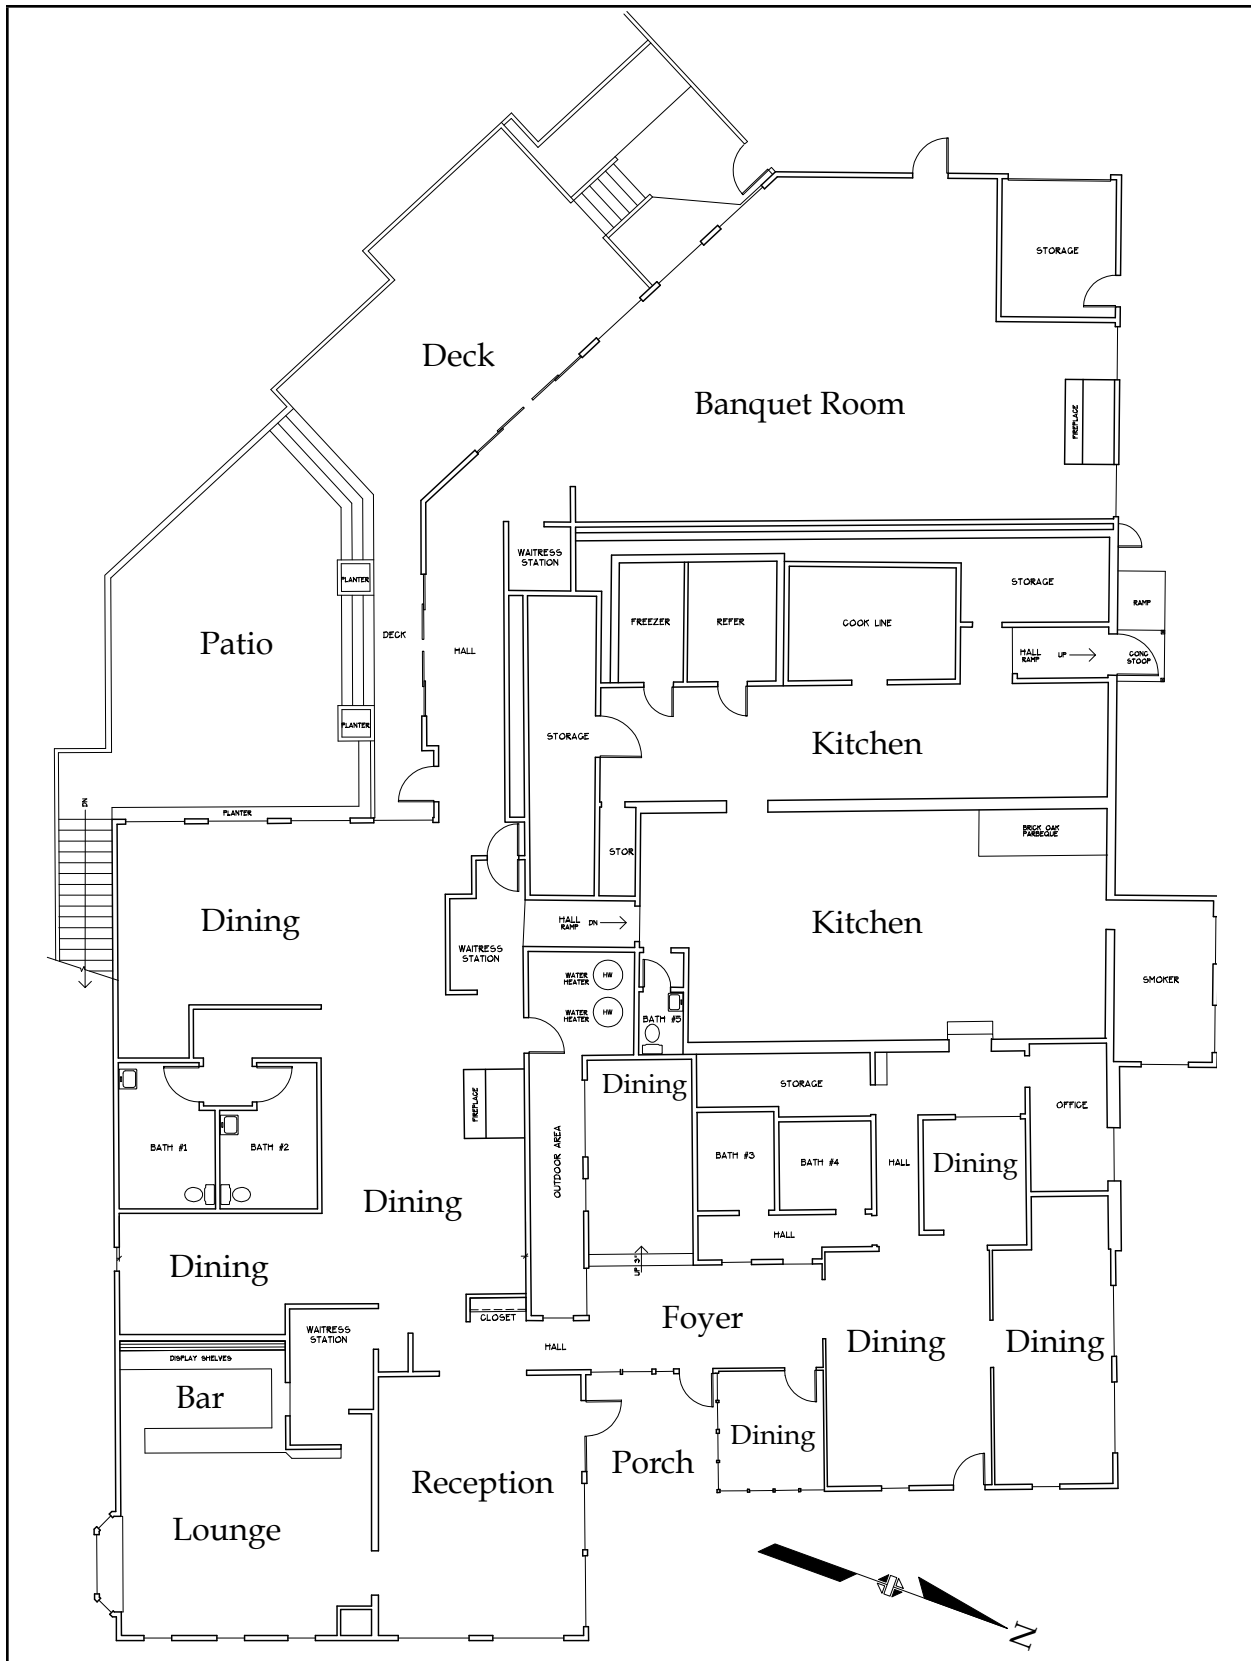 STORAGE
Deck
Banquet Room
FIREPLACE
WAITRESS
STATION
STORAGE
FREEZER
REFER
COOK LINE
RAMP
PLANTER
Patio
DECK
HALL
HALL
RAMP
UP
CONC
STOOP
PLANTER
STORAGE
Kitchen
DN
PLANTER
BRICK OAK
BARBEQUE
STOR
Dining
HALL
RAMP
DN
Kitchen
WAITRESS
STATION
WATER
HEATER
HW
SMOKER
WATER
HEATER
HW
BATH #5
Dining
STORAGE
FIREPLACE
OFFICE
BATH #1
BATH #2
OUTDOOR AREA
BATH #3
BATH #4
HALL
Dining
Dining
HALL
Dining
UP 3"
CLOSET
Foyer
WAITRESS
STATION
HALL
Dining
Dining
DISPLAY SHELVES
Bar
Dining
Porch
Reception
Lounge
N